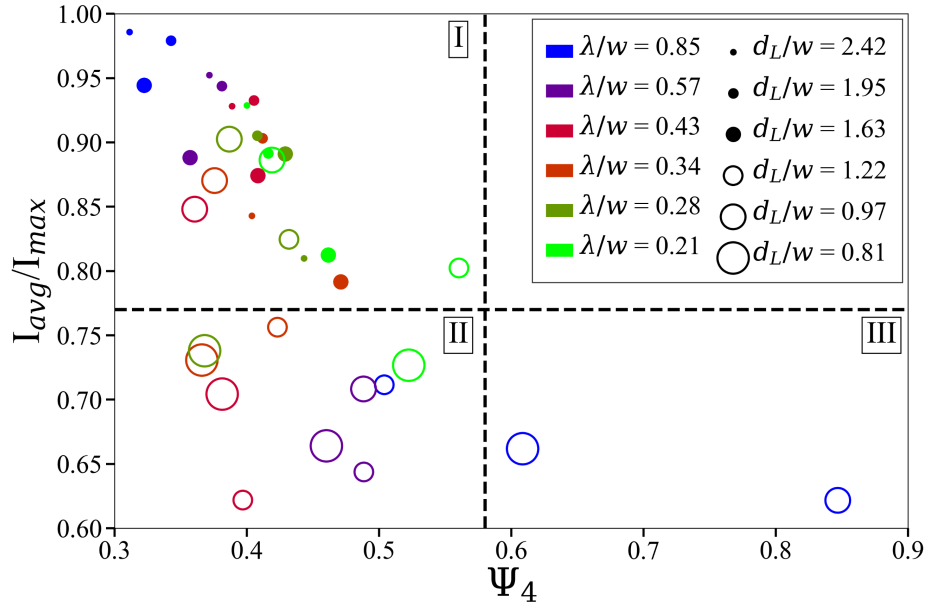 1.00
0.95
0.90
0.85
0.80
0.75
0.70
0.65
0.60
I_avg/I_max
0.3
0.4
0.5
0.6
0.7
0.8
0.9
Ψ_4
I
II
III
λ/w = 0.85
λ/w = 0.57
λ/w = 0.43
λ/w = 0.34
λ/w = 0.28
λ/w = 0.21
d_L/w = 2.42
d_L/w = 1.95
d_L/w = 1.63
d_L/w = 1.22
d_L/w = 0.97
d_L/w = 0.81